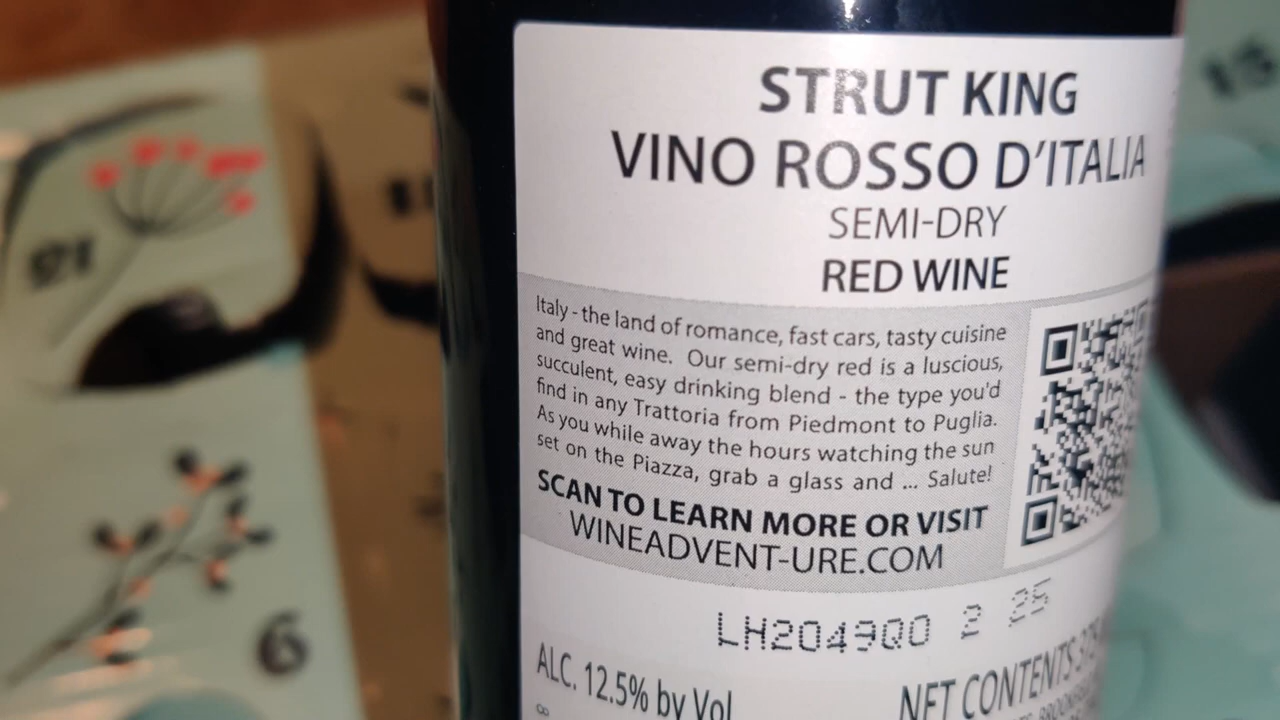 STRUT KING
VINO ROSSO D'ITALIA
SEMI-DRY
RED WINE
Italy - the land of romance, fast cars, tasty cuisine
and great wine. Our semi-dry red is a luscious,
succulent, easy drinking blend - the type you'd
find in any Trattoria from Piedmont to Puglia.
As you while away the hours watching the sun
set on the Piazza, grab a glass and ... Salute!
SCAN TO LEARN MORE OR VISIT
WINEADVENT-URE.COM
LH2049Q0 2 25
ALC. 12.5% by Vol
NET CONTENTS
21
6
15